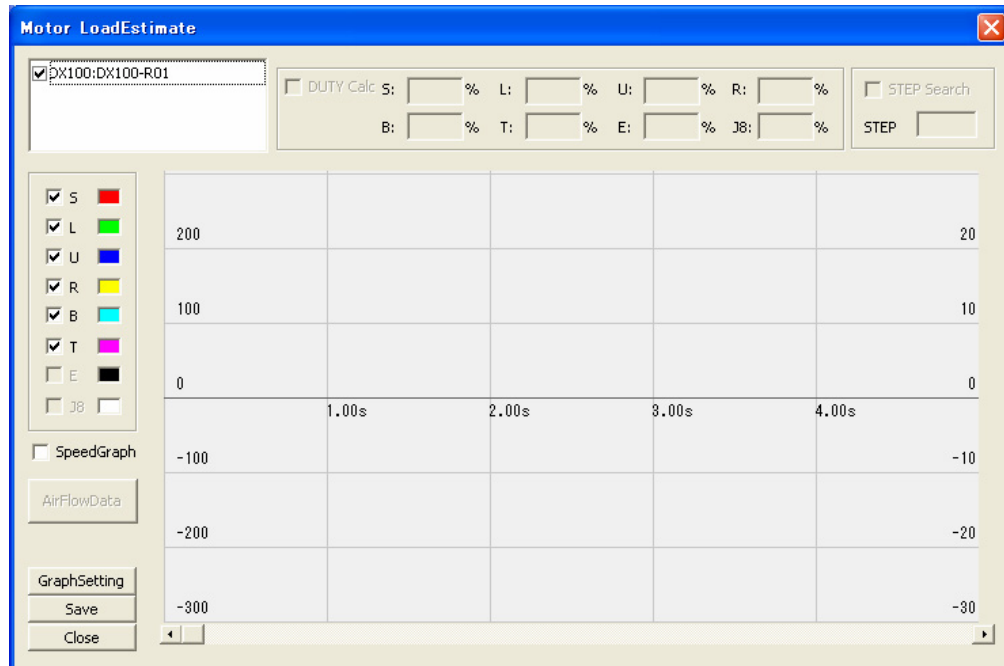 Motor LoadEstimate
DX100:DX100-R01
DUTY Calc S: % L: % U: % R: %
B: % T: % E: % J8: %
STEP Search
STEP
S
L
U
R
B
T
E
J8
SpeedGraph
AirFlowData
GraphSetting
Save
Close
200 20
100 10
0 0
1.00s 2.00s 3.00s 4.00s
-100 -10
-200 -20
-300 -30